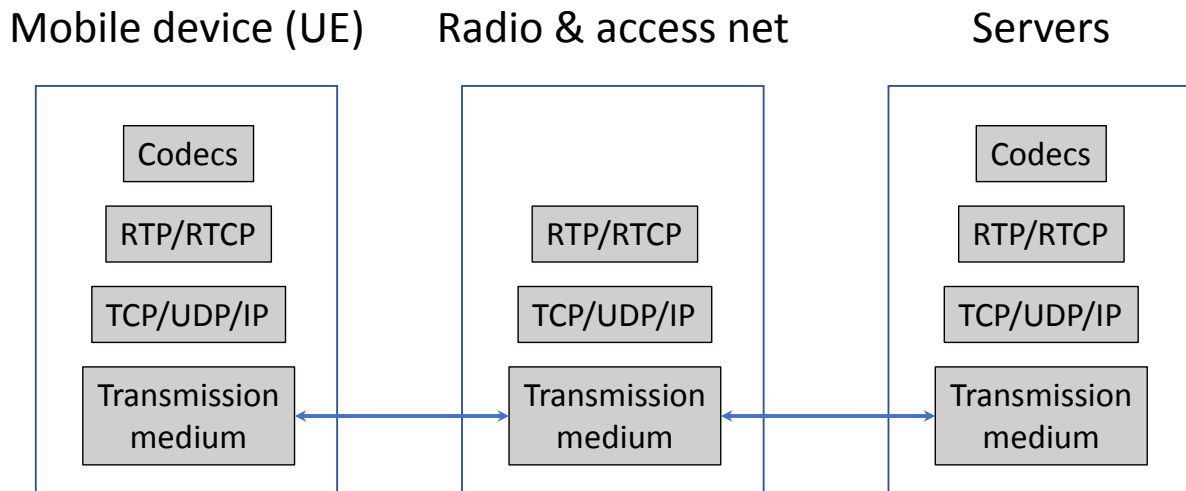 Mobile device (UE)
Radio & access net
Servers
Codecs
RTP/RTCP
TCP/UDP/IP
Transmission
medium
RTP/RTCP
TCP/UDP/IP
Transmission
medium
Codecs
RTP/RTCP
TCP/UDP/IP
Transmission
medium